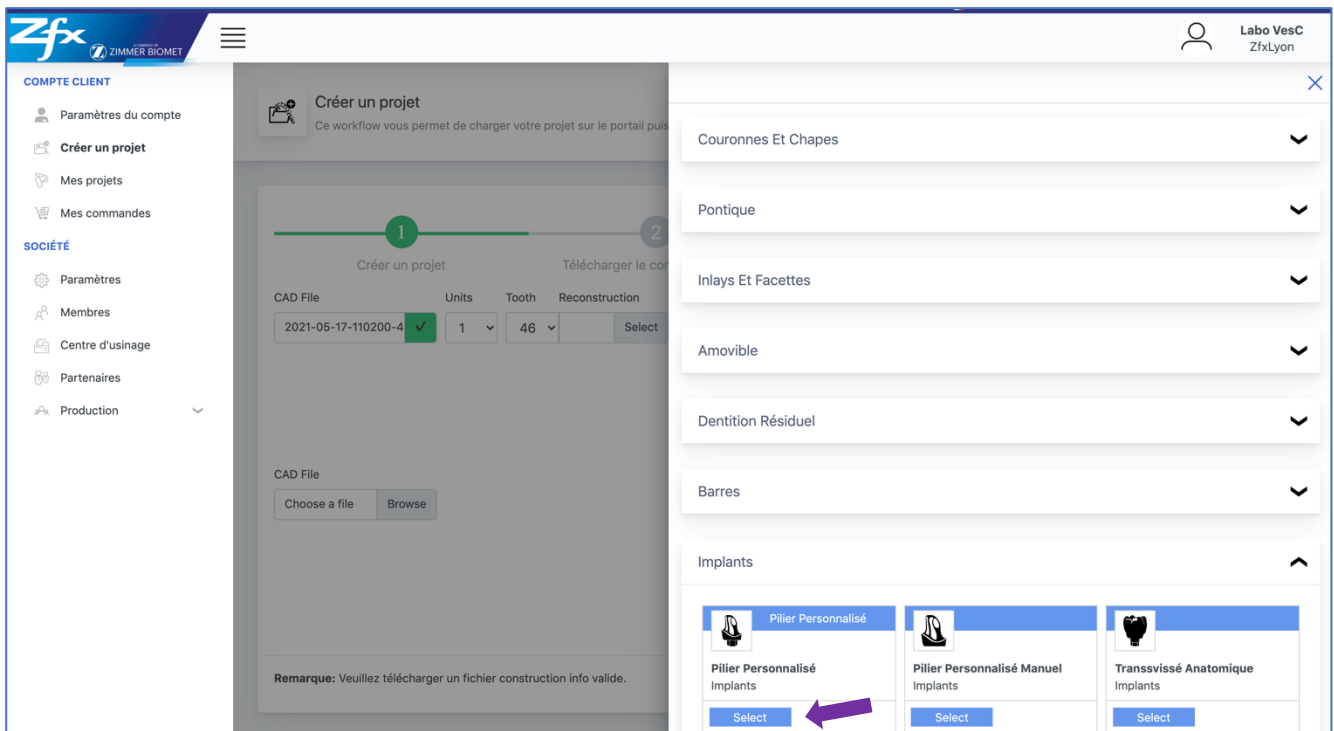 Zfx
A COMPANY OF
ZIMMER BIOMET
Labo VesC
ZfxLyon
COMPTE CLIENT
Paramètres du compte
Créer un projet
Mes projets
Mes commandes
SOCIÉTÉ
Paramètres
Membres
Centre d'usinage
Partenaires
Production
Créer un projet
Ce workflow vous permet de charger votre projet sur le portail puis
1
2
Créer un projet
Télécharger le con
CAD File
Units
Tooth
Reconstruction
2021-05-17-110200-4
1
46
Select
CAD File
Choose a file
Browse
Remarque: Veuillez télécharger un fichier construction info valide.
Couronnes Et Chapes
Pontique
Inlays Et Facettes
Amovible
Dentition Résiduel
Barres
Implants
Pilier Personnalisé
Pilier Personnalisé
Implants
Select
Pilier Personnalisé Manuel
Implants
Select
Transsvissé Anatomique
Implants
Select